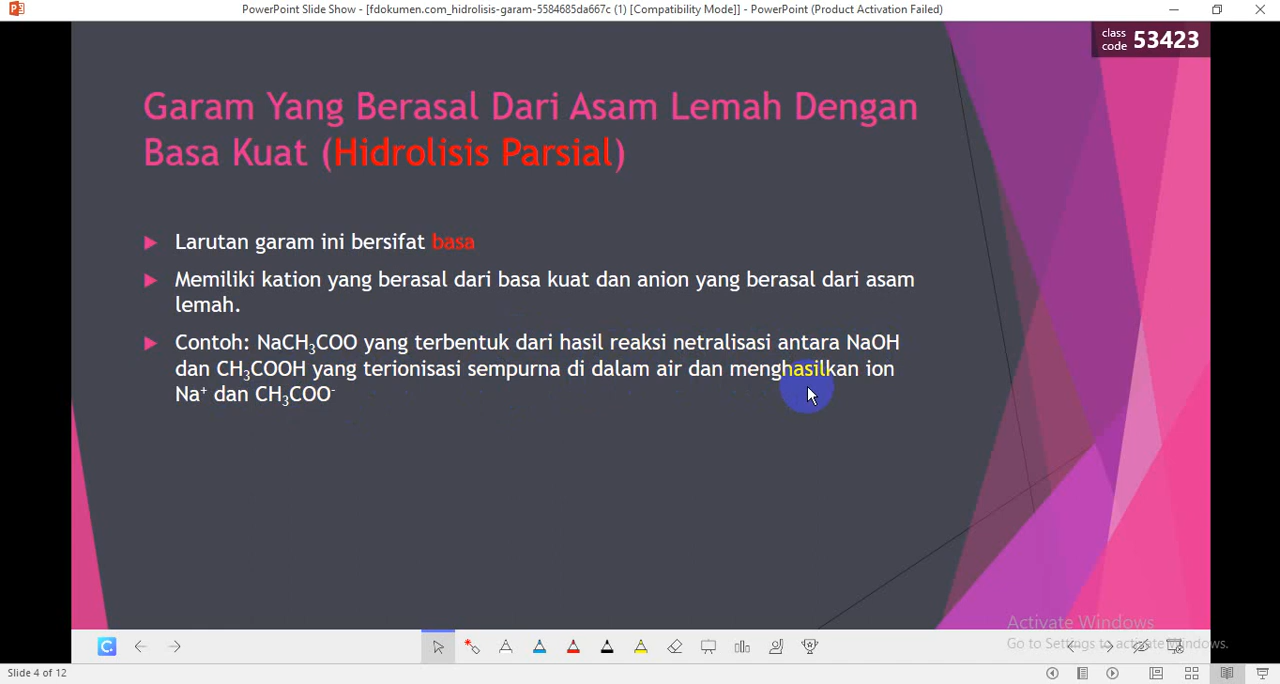 PowerPoint Slide Show - [fdokumen.com_hidrolisis-garam-5584685da667c (1) [Compatibility Mode]] - PowerPoint (Product Activation Failed)
class code 53423
Garam Yang Berasal Dari Asam Lemah Dengan
Basa Kuat (Hidrolisis Parsial)
Larutan garam ini bersifat basa
Memiliki kation yang berasal dari basa kuat dan anion yang berasal dari asam
lemah.
Contoh: NaCH₃COO yang terbentuk dari hasil reaksi netralisasi antara NaOH
dan CH₃COOH yang terionisasi sempurna di dalam air dan menghasilkan ion
Na⁺ dan CH₃COO⁻
Activate Windows
Go to Settings to activate Windows.
Slide 4 of 12